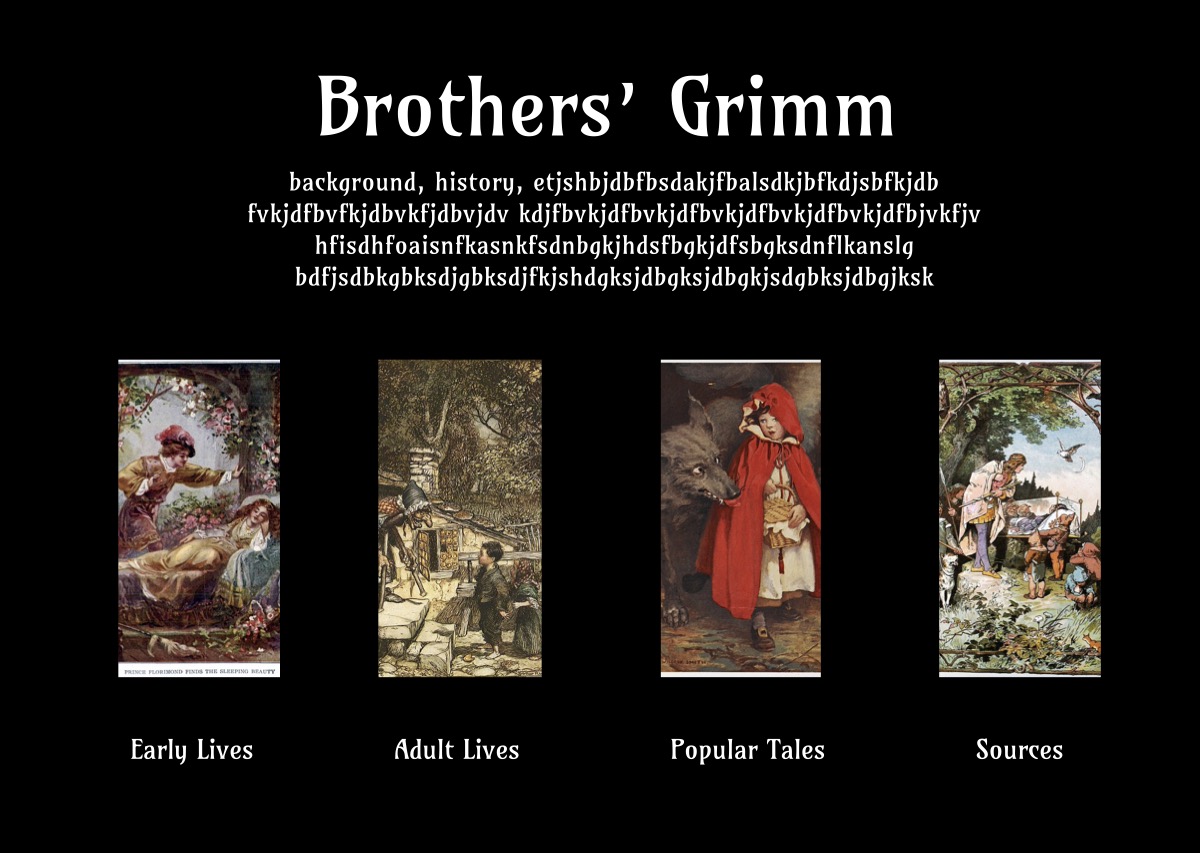 Brothers’ Grimm
background, history, etjshbjdbfbsdakjfbalsdkjbfkdjsbfkjdb
fvkjdfbvfkjdbvkfjdbvjdv kdjfbvkjdfbvkjdfbvkjdfbvkjdfbvkjdfbjvkfjv
hfisdhfoaisnfkasnkfsdnbgkjhdsfbgkjdfsbgksdnflkanslg
bdfjsdbkgbksdjgbksdjfkjshdgksjdbgksjdbgkjsdgbksjdbgjksk
PRINCE FLORIMOND FINDS THE SLEEPING BEAUTY
Early Lives
Adult Lives
Popular Tales
Sources